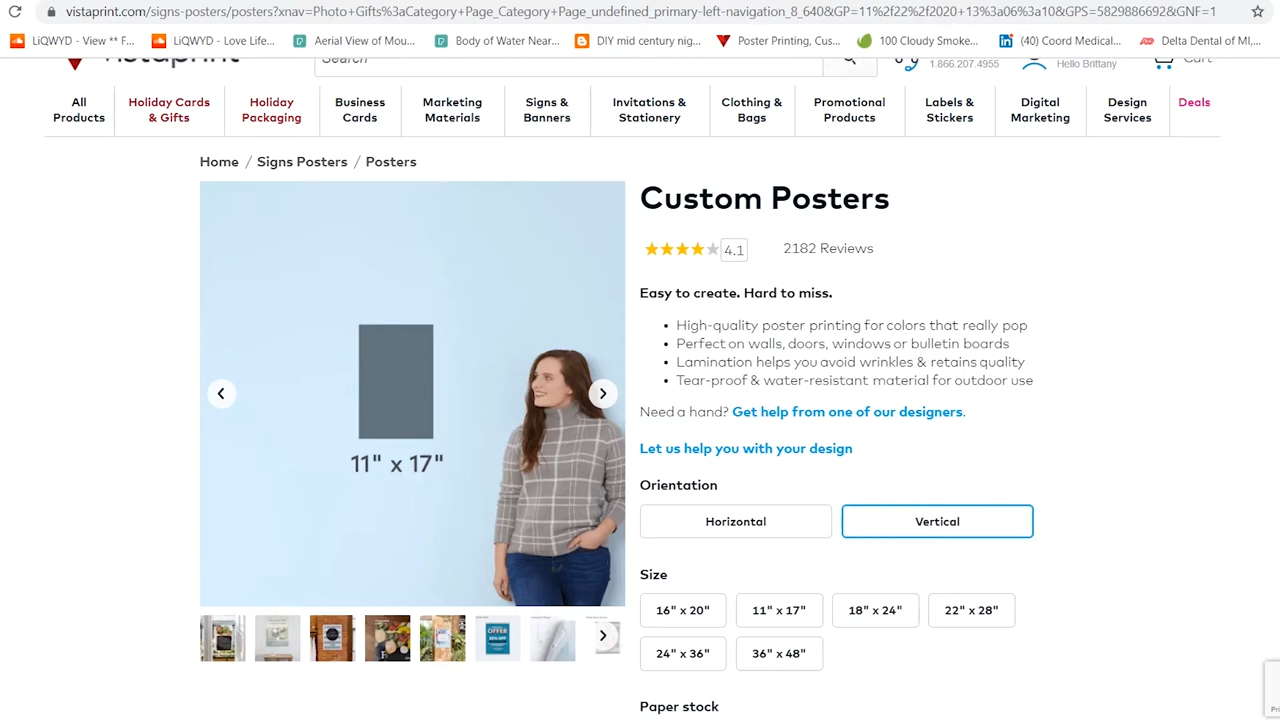 vistaprint.com/signs-posters/posters?xnav=Photo+Gifts%3aCategory+Page_Category+Page_undefined_primary-left-navigation_8_640&GP=11%2f22%2f2020+13%3a06%3a10&GPS=5829886692&GNF=1
LiQWYD - View ** F...
LiQWYD - Love Life...
Aerial View of Mou...
Body of Water Near...
DIY mid century nig...
Poster Printing, Cus...
100 Cloudy Smoke...
(40) Coord Medical...
Delta Dental of MI,...
vistaprint
Search
1.866.207.4955
Hello Brittany
Cart
All Products
Holiday Cards & Gifts
Holiday Packaging
Business Cards
Marketing Materials
Signs & Banners
Invitations & Stationery
Clothing & Bags
Promotional Products
Labels & Stickers
Digital Marketing
Design Services
Deals
Home / Signs Posters / Posters
11" x 17"
OFFER
Custom Posters
4.1
2182 Reviews
Easy to create. Hard to miss.
• High-quality poster printing for colors that really pop
• Perfect on walls, doors, windows or bulletin boards
• Lamination helps you avoid wrinkles & retains quality
• Tear-proof & water-resistant material for outdoor use
Need a hand? Get help from one of our designers.
Let us help you with your design
Orientation
Horizontal
Vertical
Size
16" x 20"
11" x 17"
18" x 24"
22" x 28"
24" x 36"
36" x 48"
Paper stock